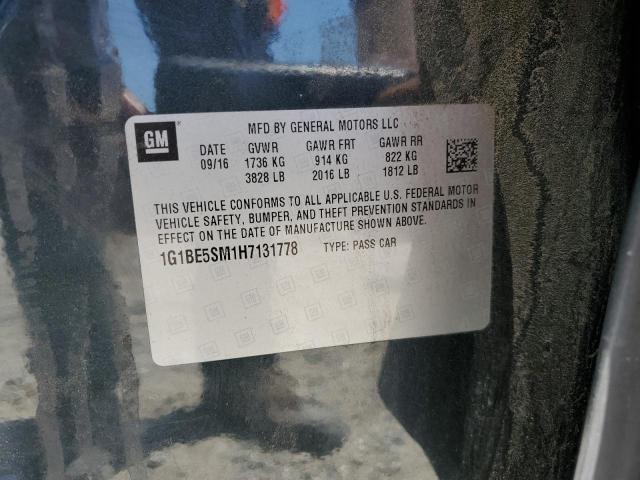 GM
MFD BY GENERAL MOTORS LLC
DATE GVWR GAWR FRT GAWR RR
09/16 1736 KG 914 KG 822 KG
3828 LB 2016 LB 1812 LB
THIS VEHICLE CONFORMS TO ALL APPLICABLE U.S. FEDERAL MOTOR
VEHICLE SAFETY, BUMPER, AND THEFT PREVENTION STANDARDS IN
EFFECT ON THE DATE OF MANUFACTURE SHOWN ABOVE.
1G1BE5SM1H7131778 TYPE: PASS CAR